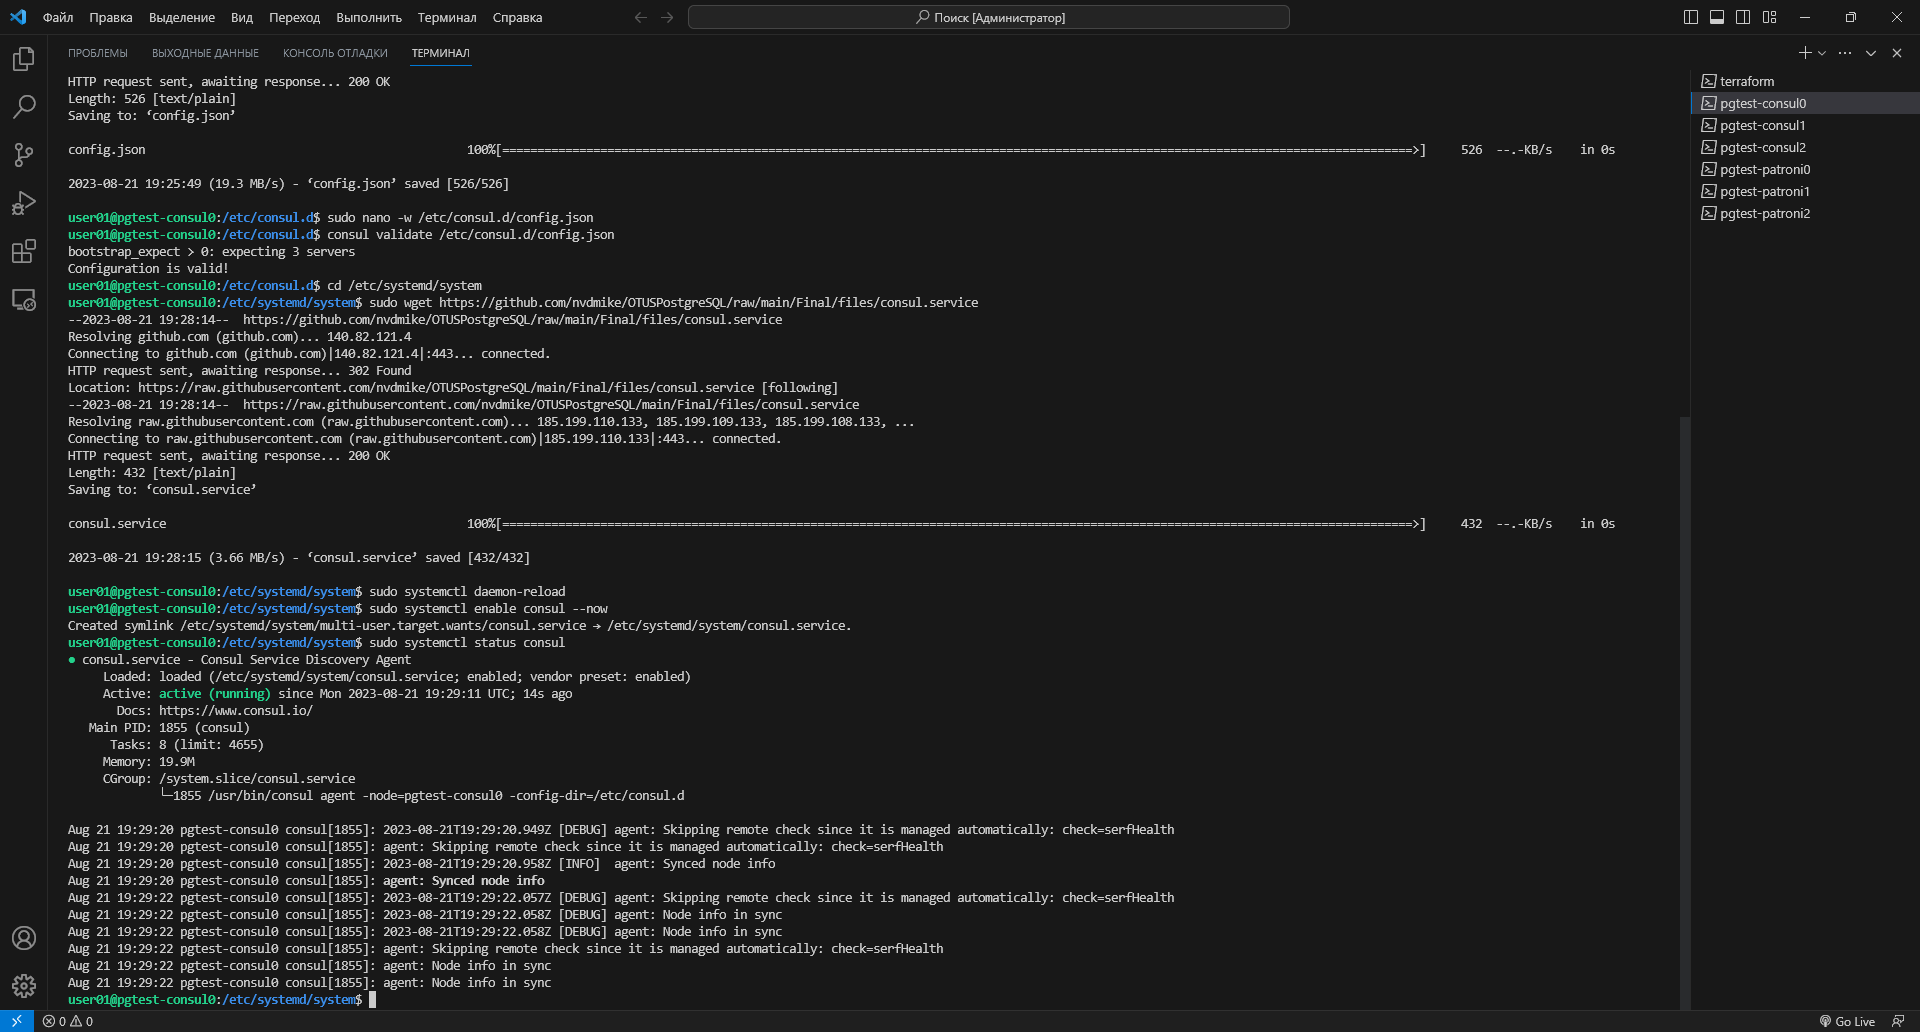 Файл Правка Выделение Вид Переход Выполнить Терминал Справка
Поиск [Администратор]
ПРОБЛЕМЫ ВЫХОДНЫЕ ДАННЫЕ КОНСОЛЬ ОТЛАДКИ ТЕРМИНАЛ
HTTP request sent, awaiting response... 200 OK
Length: 526 [text/plain]
Saving to: ‘config.json’
config.json 100%[===================================================================================================================================>] 526 --.-KB/s in 0s
2023-08-21 19:25:49 (19.3 MB/s) - ‘config.json’ saved [526/526]
user01@pgtest-consul0:/etc/consul.d$ sudo nano -w /etc/consul.d/config.json
user01@pgtest-consul0:/etc/consul.d$ consul validate /etc/consul.d/config.json
bootstrap_expect > 0: expecting 3 servers
Configuration is valid!
user01@pgtest-consul0:/etc/consul.d$ cd /etc/systemd/system
user01@pgtest-consul0:/etc/systemd/system$ sudo wget https://github.com/nvdmike/OTUSPostgreSQL/raw/main/Final/files/consul.service
--2023-08-21 19:28:14-- https://github.com/nvdmike/OTUSPostgreSQL/raw/main/Final/files/consul.service
Resolving github.com (github.com)... 140.82.121.4
Connecting to github.com (github.com)|140.82.121.4|:443... connected.
HTTP request sent, awaiting response... 302 Found
Location: https://raw.githubusercontent.com/nvdmike/OTUSPostgreSQL/main/Final/files/consul.service [following]
--2023-08-21 19:28:14-- https://raw.githubusercontent.com/nvdmike/OTUSPostgreSQL/main/Final/files/consul.service
Resolving raw.githubusercontent.com (raw.githubusercontent.com)... 185.199.110.133, 185.199.109.133, 185.199.108.133, ...
Connecting to raw.githubusercontent.com (raw.githubusercontent.com)|185.199.110.133|:443... connected.
HTTP request sent, awaiting response... 200 OK
Length: 432 [text/plain]
Saving to: ‘consul.service’
consul.service 100%[===================================================================================================================================>] 432 --.-KB/s in 0s
2023-08-21 19:28:15 (3.66 MB/s) - ‘consul.service’ saved [432/432]
user01@pgtest-consul0:/etc/systemd/system$ sudo systemctl daemon-reload
user01@pgtest-consul0:/etc/systemd/system$ sudo systemctl enable consul --now
Created symlink /etc/systemd/system/multi-user.target.wants/consul.service → /etc/systemd/system/consul.service.
user01@pgtest-consul0:/etc/systemd/system$ sudo systemctl status consul
● consul.service - Consul Service Discovery Agent
Loaded: loaded (/etc/systemd/system/consul.service; enabled; vendor preset: enabled)
Active: active (running) since Mon 2023-08-21 19:29:11 UTC; 14s ago
Docs: https://www.consul.io/
Main PID: 1855 (consul)
Tasks: 8 (limit: 4655)
Memory: 19.9M
CGroup: /system.slice/consul.service
└─1855 /usr/bin/consul agent -node=pgtest-consul0 -config-dir=/etc/consul.d
Aug 21 19:29:20 pgtest-consul0 consul[1855]: 2023-08-21T19:29:20.949Z [DEBUG] agent: Skipping remote check since it is managed automatically: check=serfHealth
Aug 21 19:29:20 pgtest-consul0 consul[1855]: agent: Skipping remote check since it is managed automatically: check=serfHealth
Aug 21 19:29:20 pgtest-consul0 consul[1855]: 2023-08-21T19:29:20.958Z [INFO] agent: Synced node info
Aug 21 19:29:20 pgtest-consul0 consul[1855]: agent: Synced node info
Aug 21 19:29:22 pgtest-consul0 consul[1855]: 2023-08-21T19:29:22.057Z [DEBUG] agent: Skipping remote check since it is managed automatically: check=serfHealth
Aug 21 19:29:22 pgtest-consul0 consul[1855]: 2023-08-21T19:29:22.058Z [DEBUG] agent: Node info in sync
Aug 21 19:29:22 pgtest-consul0 consul[1855]: 2023-08-21T19:29:22.058Z [DEBUG] agent: Node info in sync
Aug 21 19:29:22 pgtest-consul0 consul[1855]: agent: Skipping remote check since it is managed automatically: check=serfHealth
Aug 21 19:29:22 pgtest-consul0 consul[1855]: agent: Node info in sync
Aug 21 19:29:22 pgtest-consul0 consul[1855]: agent: Node info in sync
user01@pgtest-consul0:/etc/systemd/system$
terraform
pgtest-consul0
pgtest-consul1
pgtest-consul2
pgtest-patroni0
pgtest-patroni1
pgtest-patroni2
0 0
Go Live